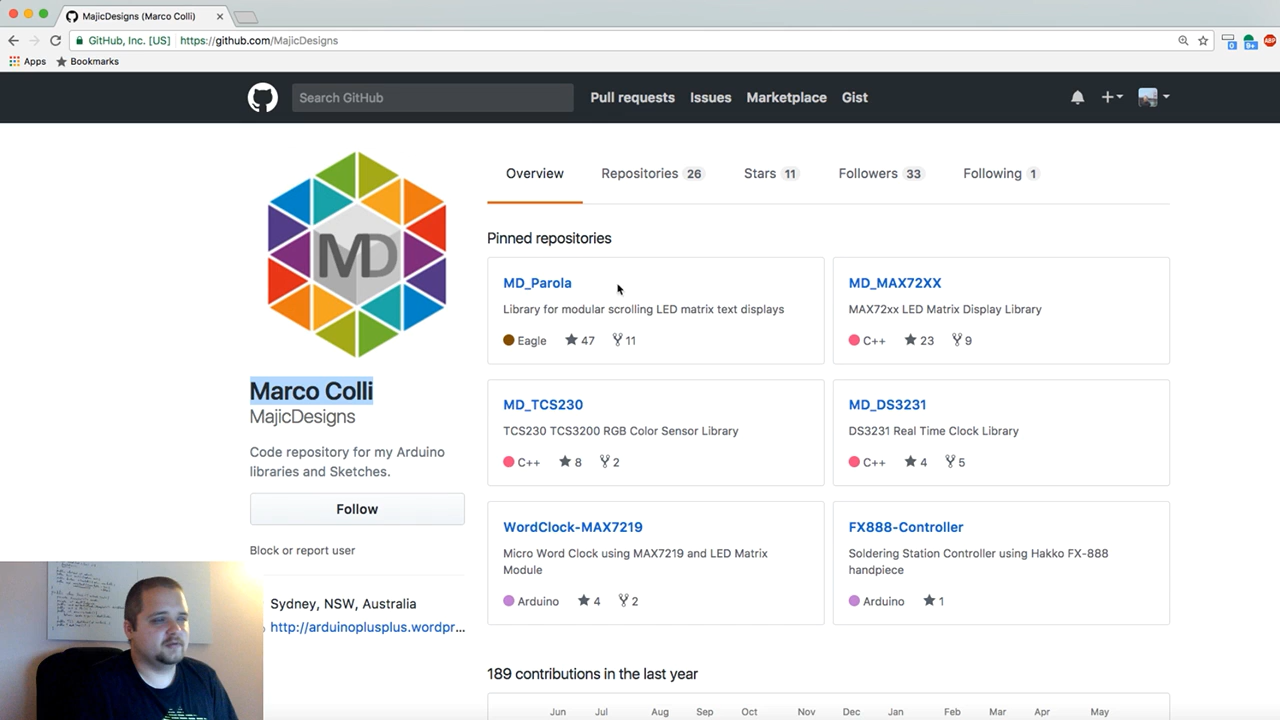 MajicDesigns (Marco Colli)
GitHub, Inc. [US] https://github.com/MajicDesigns
0
9+
ABP
Apps Bookmarks
Search GitHub
Pull requests Issues Marketplace Gist
MD
Marco Colli
MajicDesigns
Code repository for my Arduino
libraries and Sketches.
Follow
Block or report user
Sydney, NSW, Australia
http://arduinoplusplus.wordpr...
Overview Repositories 26 Stars 11 Followers 33 Following 1
Pinned repositories
MD_Parola
Library for modular scrolling LED matrix text displays
Eagle 47 11
MD_MAX72XX
MAX72xx LED Matrix Display Library
C++ 23 9
MD_TCS230
TCS230 TCS3200 RGB Color Sensor Library
C++ 8 2
MD_DS3231
DS3231 Real Time Clock Library
C++ 4 5
WordClock-MAX7219
Micro Word Clock using MAX7219 and LED Matrix
Module
Arduino 4 2
FX888-Controller
Soldering Station Controller using Hakko FX-888
handpiece
Arduino 1
189 contributions in the last year
Jun Jul Aug Sep Oct Nov Dec Jan Feb Mar Apr May